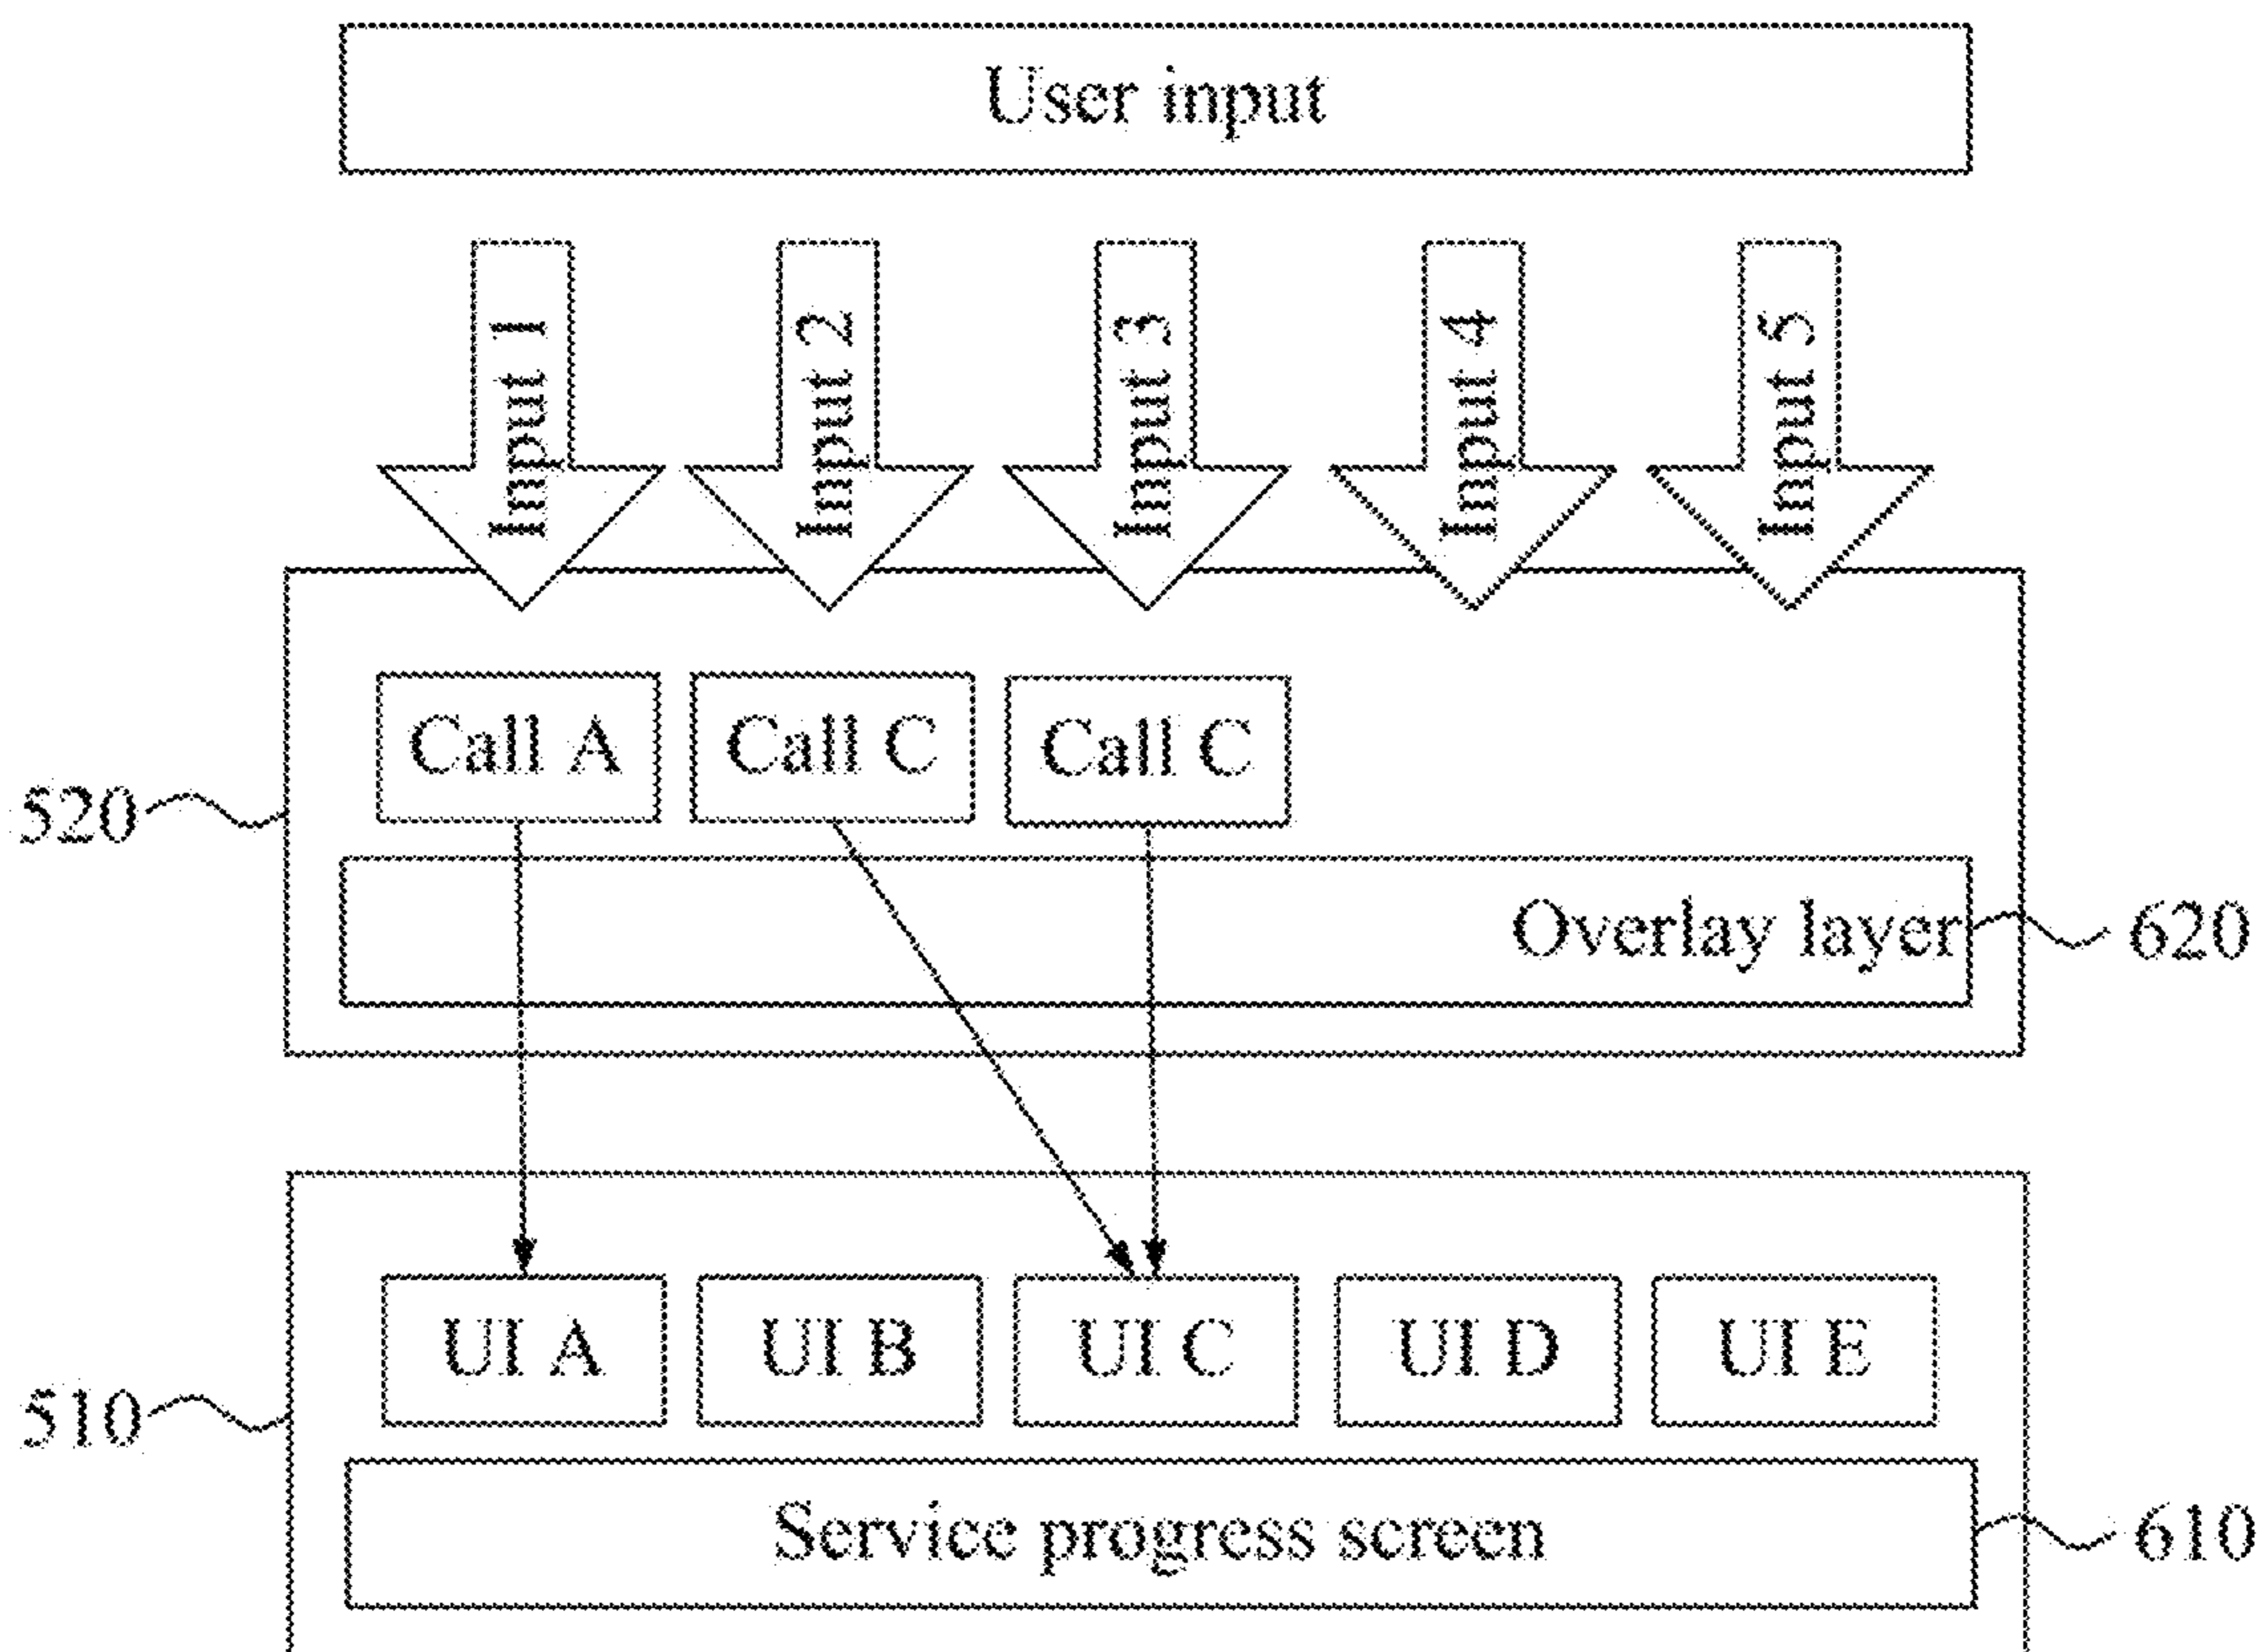 User input
Input 1
Input 2
Input 3
Input 4
Input 5
Call A
Call C
Call C
520
Overlay layer
620
UI A
UI B
UI C
UI D
UI E
510
Service progress screen
610